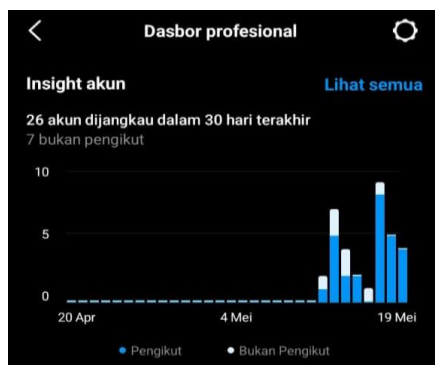 Dasbor profesional
Insight akun Lihat semua
26 akun dijangkau dalam 30 hari terakhir
7 bukan pengikut
10
5
0
20 Apr 4 Mei 19 Mei
Pengikut Bukan Pengikut